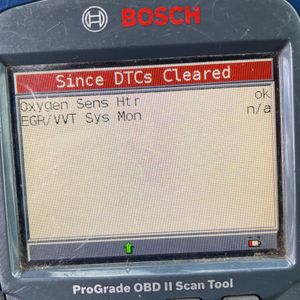 BOSCH
Since DTCs Cleared
Oxygen Sens Htr ok
EGR/VVT Sys Mon n/a
ProGrade OBD II Scan Tool